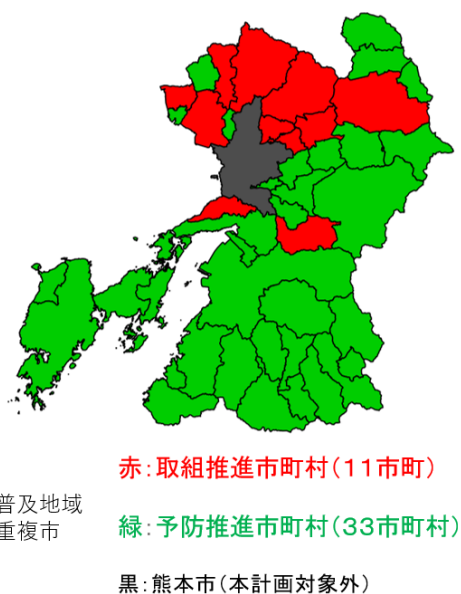 赤：取組推進市町村（１１市町）
普及地域
重複市
緑：予防推進市町村（３３市町村）
黒：熊本市（本計画対象外）